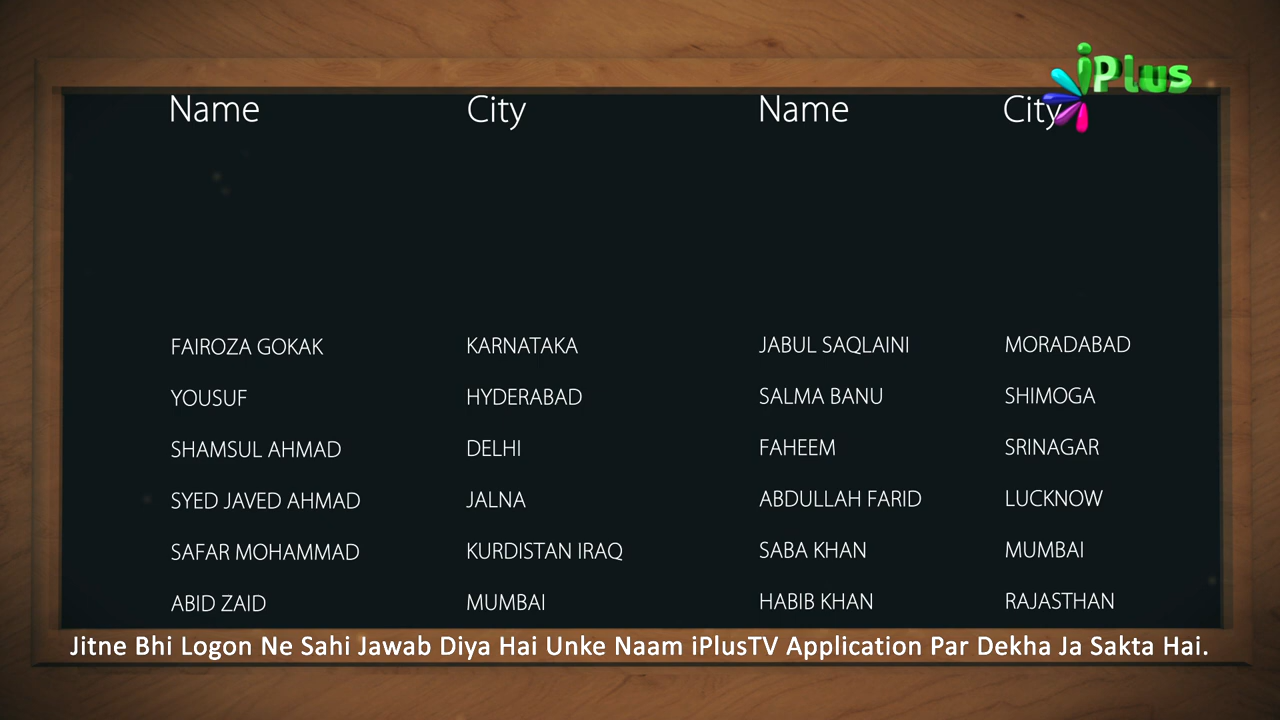 iPlus
Name City Name City
FAIROZA GOKAK KARNATAKA JABUL SAQLAINI MORADABAD
YOUSUF HYDERABAD SALMA BANU SHIMOGA
SHAMSUL AHMAD DELHI FAHEEM SRINAGAR
SYED JAVED AHMAD JALNA ABDULLAH FARID LUCKNOW
SAFAR MOHAMMAD KURDISTAN IRAQ SABA KHAN MUMBAI
ABID ZAID MUMBAI HABIB KHAN RAJASTHAN
Jitne Bhi Logon Ne Sahi Jawab Diya Hai Unke Naam iPlusTV Application Par Dekha Ja Sakta Hai.